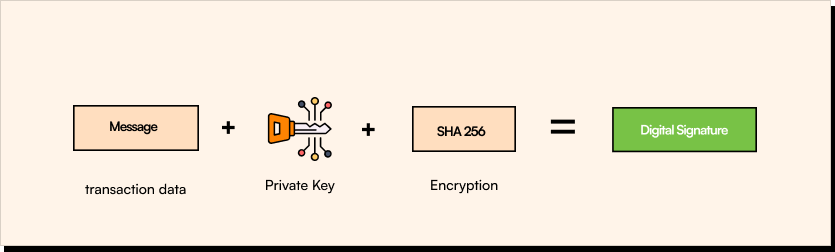 Message
+
+
SHA 256
=
Digital Signature
transaction data
Private Key
Encryption